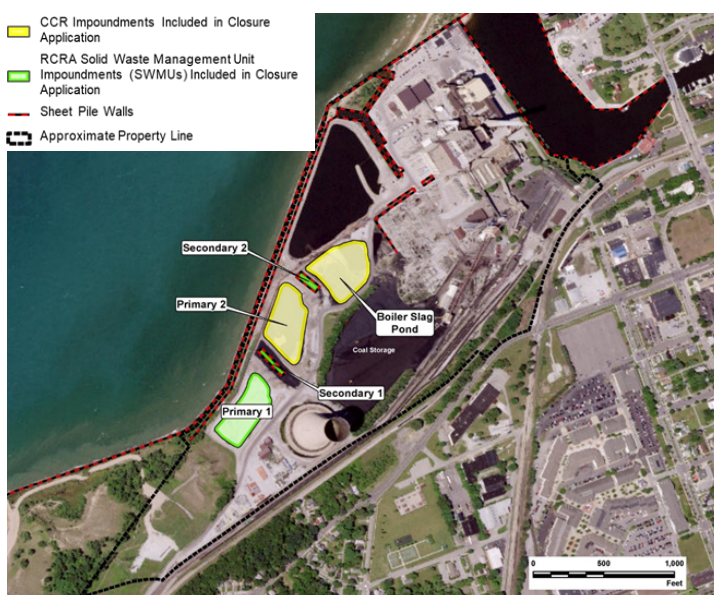 CCR Impoundments Included in Closure
Application
RCRA Solid Waste Management Unit
Impoundments (SWMUs) Included in Closure
Application
Sheet Pile Walls
Approximate Property Line
Secondary 2
Primary 2
Boiler Slag
Pond
Coal Storage
Secondary 1
Primary 1
0 500 1,000
Feet